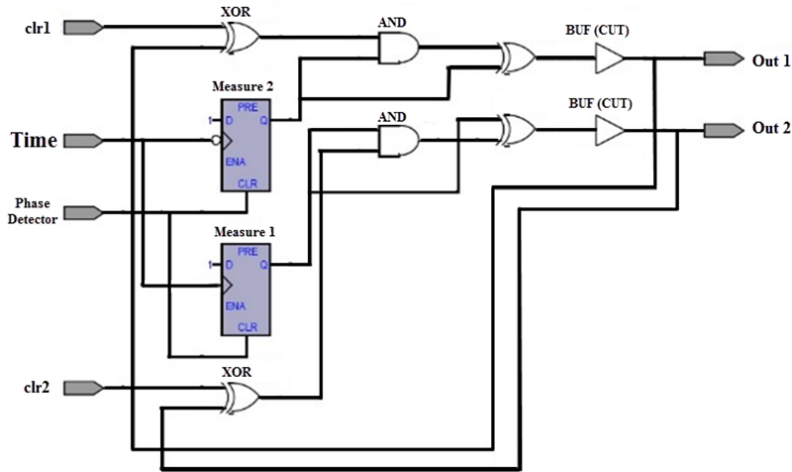 XOR
clr1
AND
BUF (CUT)
Out 1
Measure 2
PRE
1 D Q
ENA
CLR
Time
AND
BUF (CUT)
Out 2
Phase
Detector
Measure 1
PRE
1 D Q
ENA
CLR
XOR
clr2